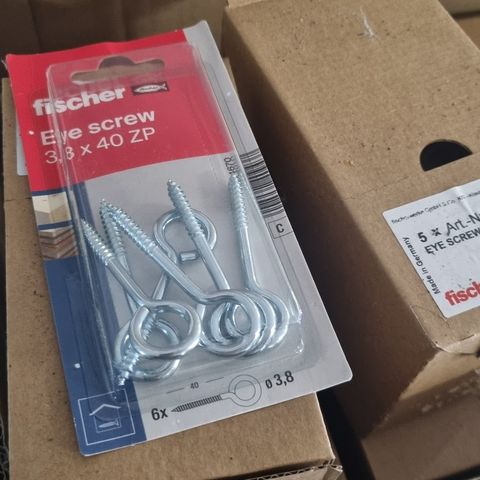 fischer
Eye screw
3,8 x 40 ZP
C
40
6x
ø 3,8
5 x Art.-N
EYE SCREW
Made in Germany
fischer